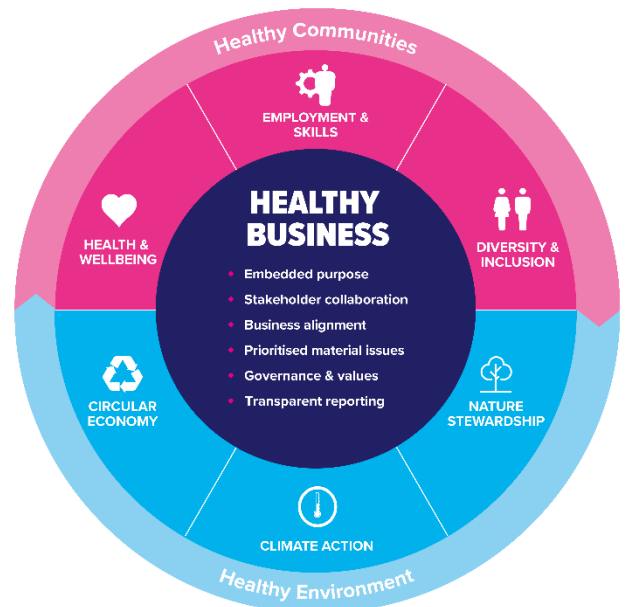 Healthy Communities
EMPLOYMENT &
SKILLS
HEALTH &
WELLBEING
DIVERSITY &
INCLUSION
HEALTHY
BUSINESS
Embedded purpose
Stakeholder collaboration
Business alignment
Prioritised material issues
Governance & values
Transparent reporting
CIRCULAR
ECONOMY
NATURE
STEWARDSHIP
CLIMATE ACTION
Healthy Environment